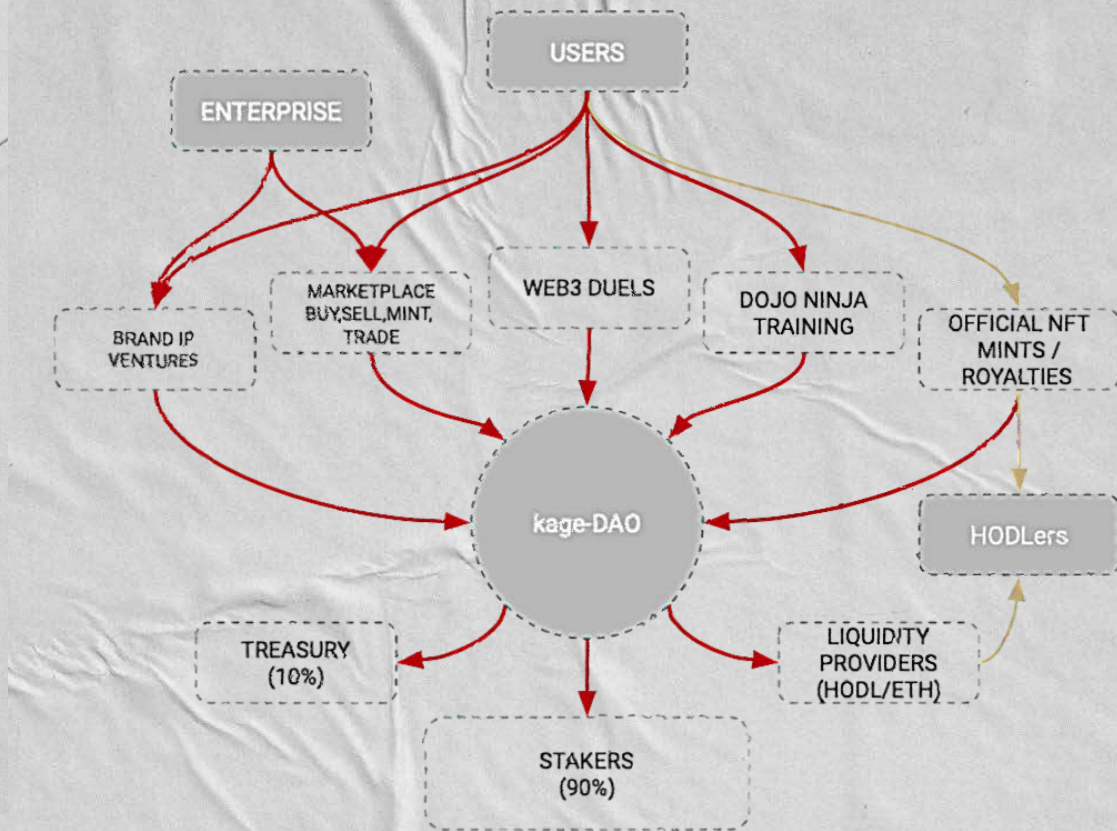 USERS
ENTERPRISE
BRAND IP
VENTURES
MARKETPLACE
BUY,SELL,MINT,
TRADE
WEB3 DUELS
DOJO NINJA
TRAINING
OFFICIAL NFT
MINTS /
ROYALTIES
kage-DAO
HODLers
TREASURY
(10%)
STAKERS
(90%)
LIQUIDITY
PROVIDERS
(HODL/ETH)